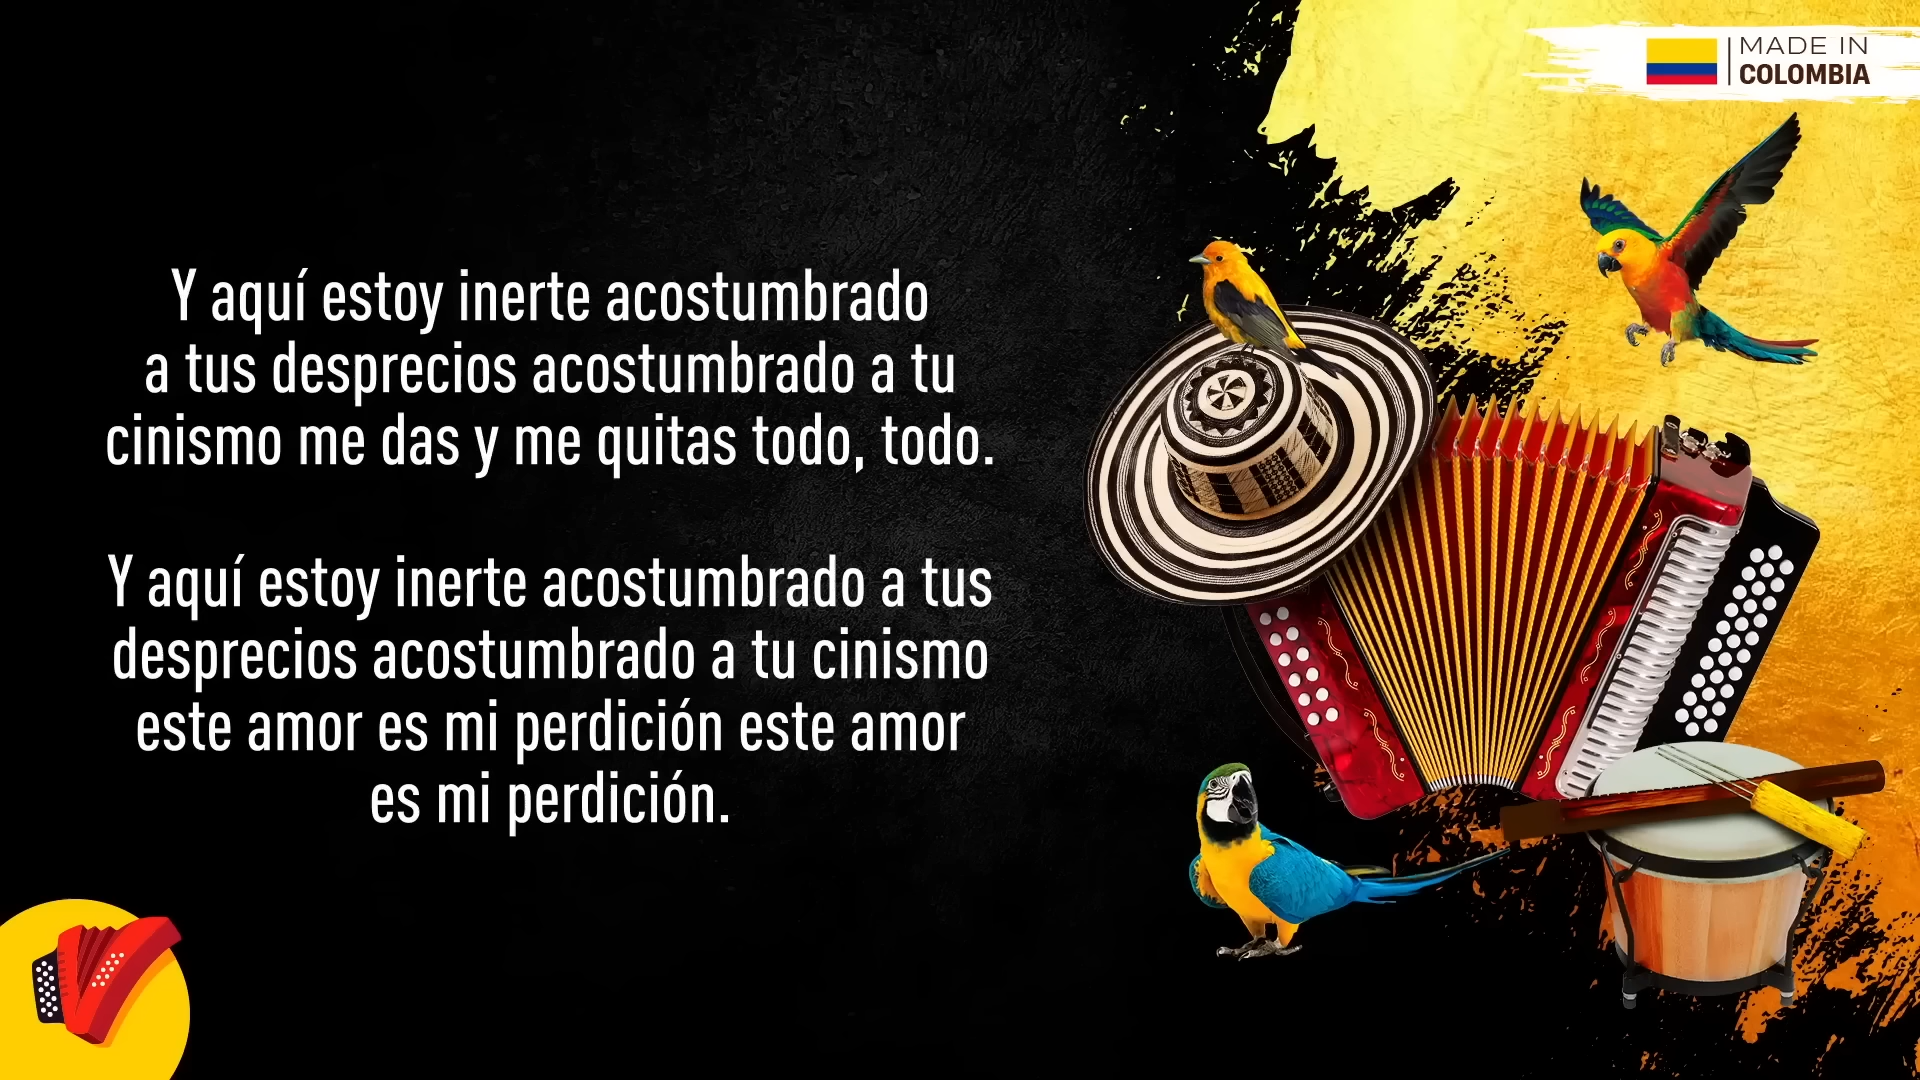 MADE IN
COLOMBIA
Y aquí estoy inerte acostumbrado
a tus desprecios acostumbrado a tu
cinismo me das y me quitas todo, todo.
Y aquí estoy inerte acostumbrado a tus
desprecios acostumbrado a tu cinismo
este amor es mi perdición este amor
es mi perdición.